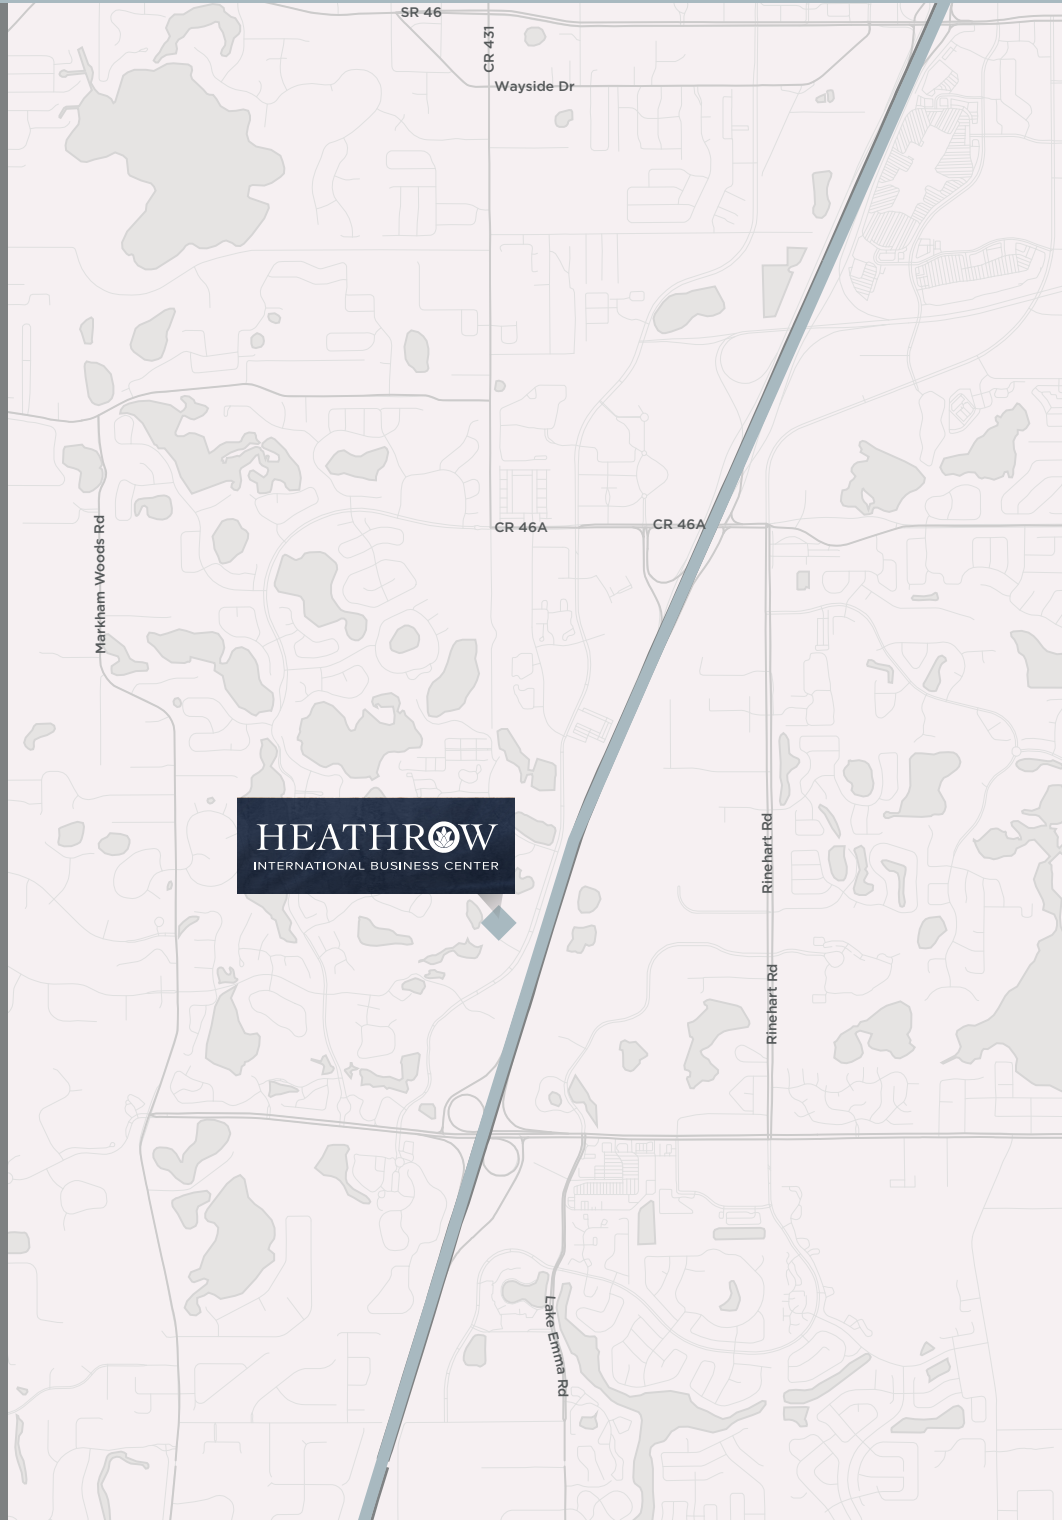 SR 46
CR 431
Wayside Dr
CR 46A
CR 46A
Markham Woods Rd
HEATHROW
INTERNATIONAL BUSINESS CENTER
Rinehart Rd
Rinehart Rd
Lake Emma Rd